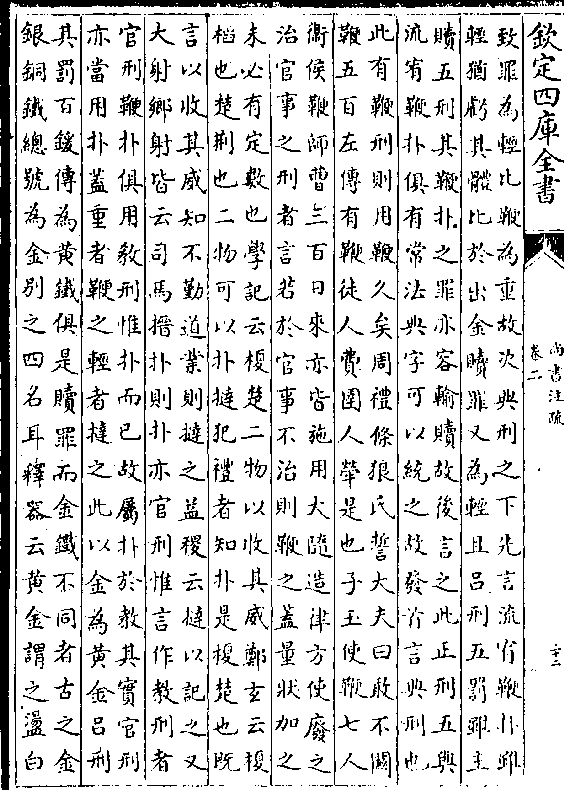 欽定四庫全書
尚書注疏
卷二
致罪為輕比鞭為重故次典刑之下先言流宥鞭扑雖
輕猶虧其體比於出金贖罪又為輕且吕刑五罰雖主
贖五刑其鞭扑之罪亦容輸贖故後言之此正刑五與
流宥鞭扑俱有常法典字可以統之故發首言典刑也
此有鞭刑則用鞭久矣周禮條狼氏誓大夫曰敢不關
鞭五百左傳有鞭徒人費圉人犖是也子玉使鞭七人
衛侯鞭師曹三百日來亦皆施用大隨造律方使廢之
治官事之刑者言若於官事不治則鞭之蓋量狀加之
未必有定數也學記云榎楚二物以收其威鄭玄云榎
稻也楚荆也二物可以扑撻犯禮者知扑是榎楚也既
言以收其威知不勤道業則撻之益稷云撻以記之又
大射鄉射皆云司馬搢扑則扑亦官刑惟言作教刑者
官刑鞭扑俱用教刑惟扑而已故屬扑於教其實官刑
亦當用扑蓋重者鞭之輕者撻之此以金為黃金吕刑
其罰百鍰傳為黃鐵俱是贖罪而金鐵不同者古之金
銀銅鐵總號為金別之四名耳釋器云黃金謂之璗白